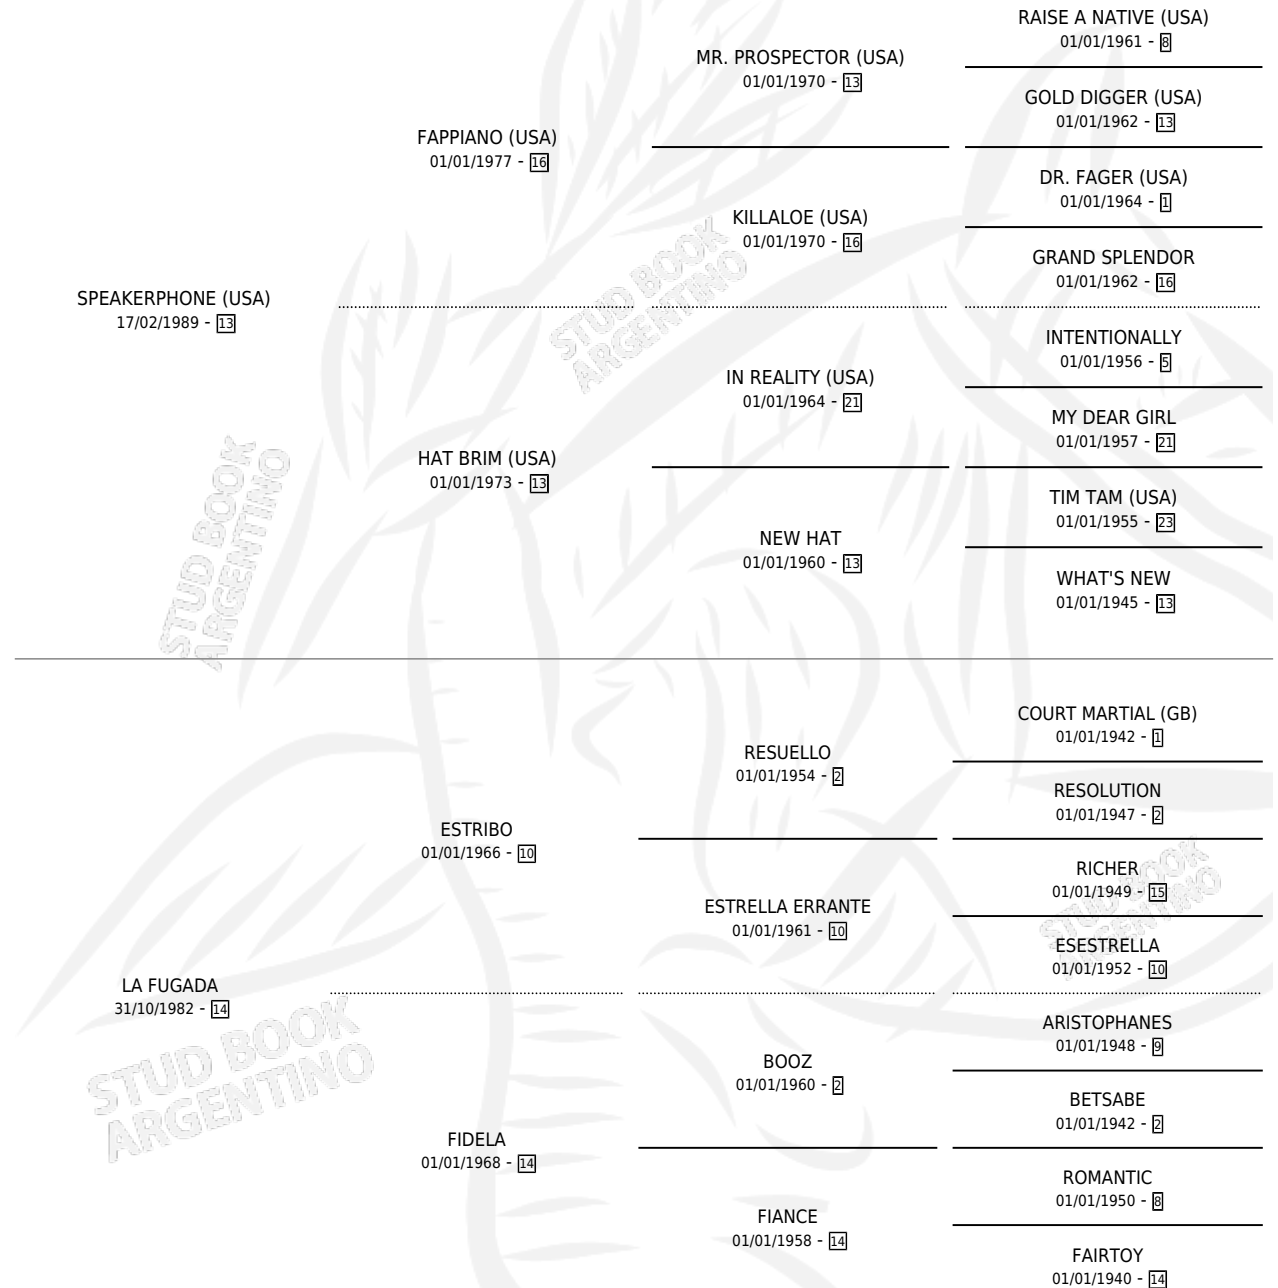 RAISE A NATIVE (USA)
01/01/1961 - 8
MR. PROSPECTOR (USA)
01/01/1970 - 13
GOLD DIGGER (USA)
01/01/1962 - 13
FAPPIANO (USA)
01/01/1977 - 16
DR. FAGER (USA)
01/01/1964 - 1
KILLALOE (USA)
01/01/1970 - 16
GRAND SPLENDOR
01/01/1962 - 16
SPEAKERPHONE (USA)
17/02/1989 - 13
INTENTIONALLY
01/01/1956 - 5
IN REALITY (USA)
01/01/1964 - 21
MY DEAR GIRL
01/01/1957 - 21
HAT BRIM (USA)
01/01/1973 - 13
TIM TAM (USA)
01/01/1955 - 23
NEW HAT
01/01/1960 - 13
WHAT'S NEW
01/01/1945 - 13
COURT MARTIAL (GB)
01/01/1942 - 1
RESUELLO
01/01/1954 - 2
RESOLUTION
01/01/1947 - 2
ESTRIBO
01/01/1966 - 10
RICHER
01/01/1949 - 15
ESTRELLA ERRANTE
01/01/1961 - 10
ESESTRELLA
01/01/1952 - 10
LA FUGADA
31/10/1982 - 14
ARISTOPHANES
01/01/1948 - 9
BOOZ
01/01/1960 - 2
BETSABE
01/01/1942 - 2
FIDELA
01/01/1968 - 14
ROMANTIC
01/01/1950 - 8
FIANCE
01/01/1958 - 14
FAIRTOY
01/01/1940 - 14
STUD BOOK
ARGENTINO
STUD BOOK
ARGENTINO
STUD BOOK
ARGENTINO
STUD BOOK
ARGENTINO